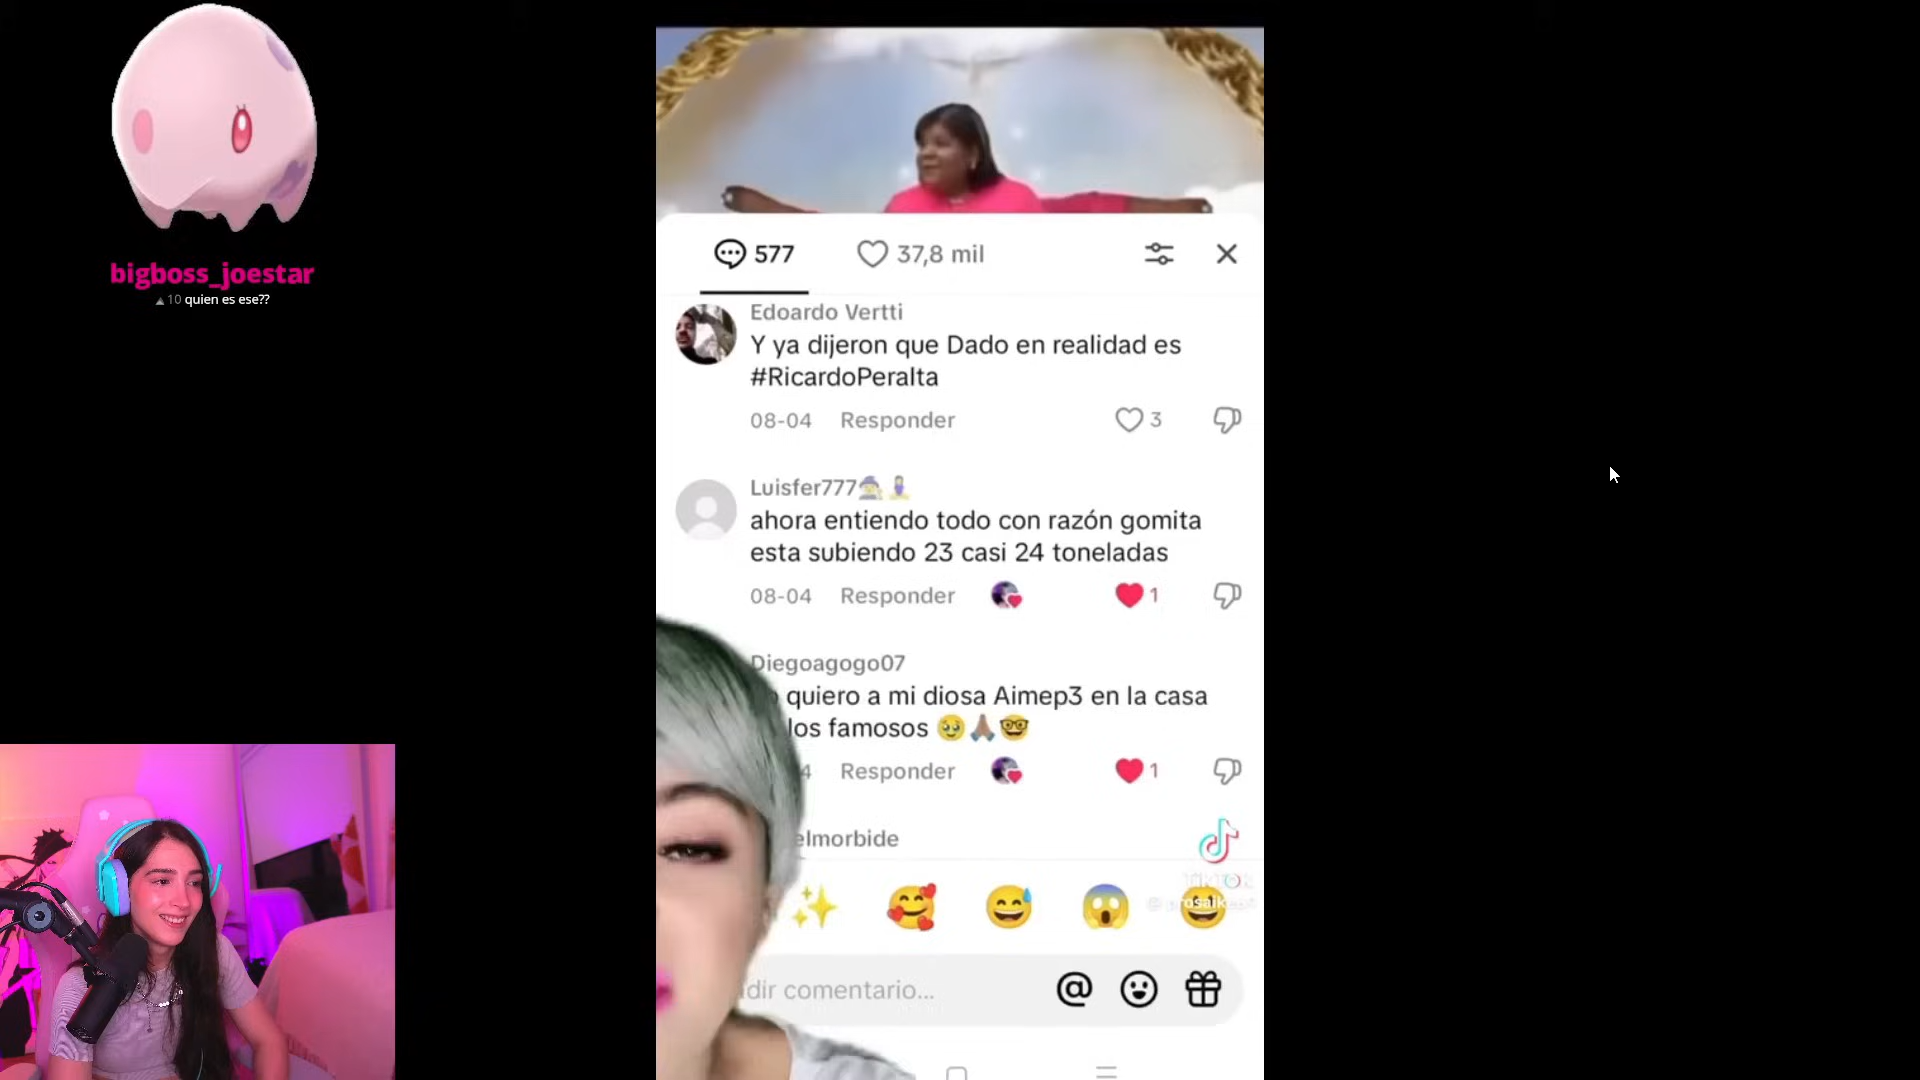 bigboss_joestar
10 quien es ese??
577
37,8 mil
Edoardo Vertti
Y ya dijeron que Dado en realidad es
#RicardoPeralta
08-04 Responder 3
Luisfer777
ahora entiendo todo con razón gomita
esta subiendo 23 casi 24 toneladas
08-04 Responder 1
Diegoagogo07
quiero a mi diosa Aimep3 en la casa
los famosos
4 Responder 1
elmorbide
TikTok
dir comentario...